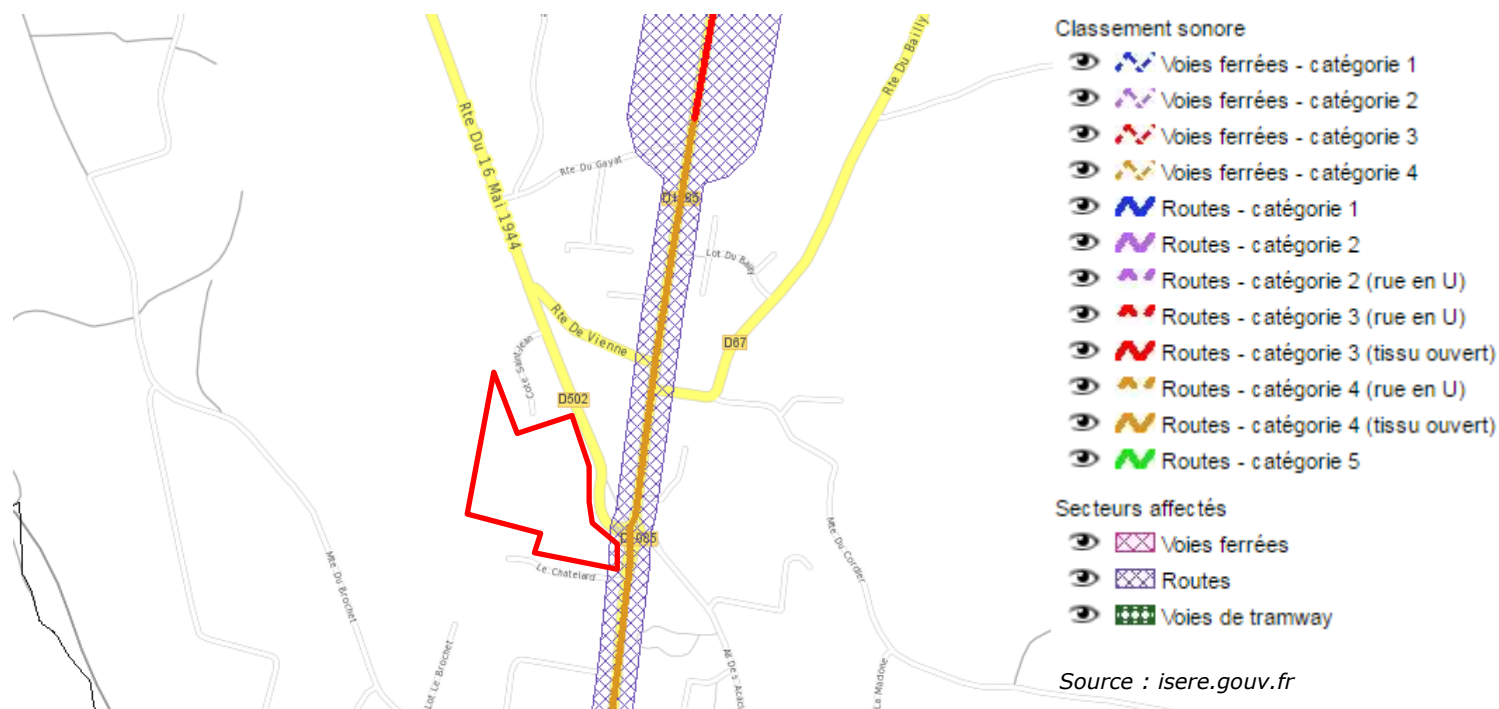 Rte Du 16 Mai 1944
Rte Du Bailly
Rte Du Gayat
Lot Du Bailly
Rte De Vienne
D67
Cote Saint-Jean
D502
Le Chatelard
Mte Du Brochet
Mte Du Cordier
Lot Le Brochet
La Madone
Classement sonore
Voies ferrées - catégorie 1
Voies ferrées - catégorie 2
Voies ferrées - catégorie 3
Voies ferrées - catégorie 4
Routes - catégorie 1
Routes - catégorie 2
Routes - catégorie 2 (rue en U)
Routes - catégorie 3 (rue en U)
Routes - catégorie 3 (tissu ouvert)
Routes - catégorie 4 (rue en U)
Routes - catégorie 4 (tissu ouvert)
Routes - catégorie 5
Secteurs affectés
Voies ferrées
Routes
Voies de tramway
Source : isere.gouv.fr